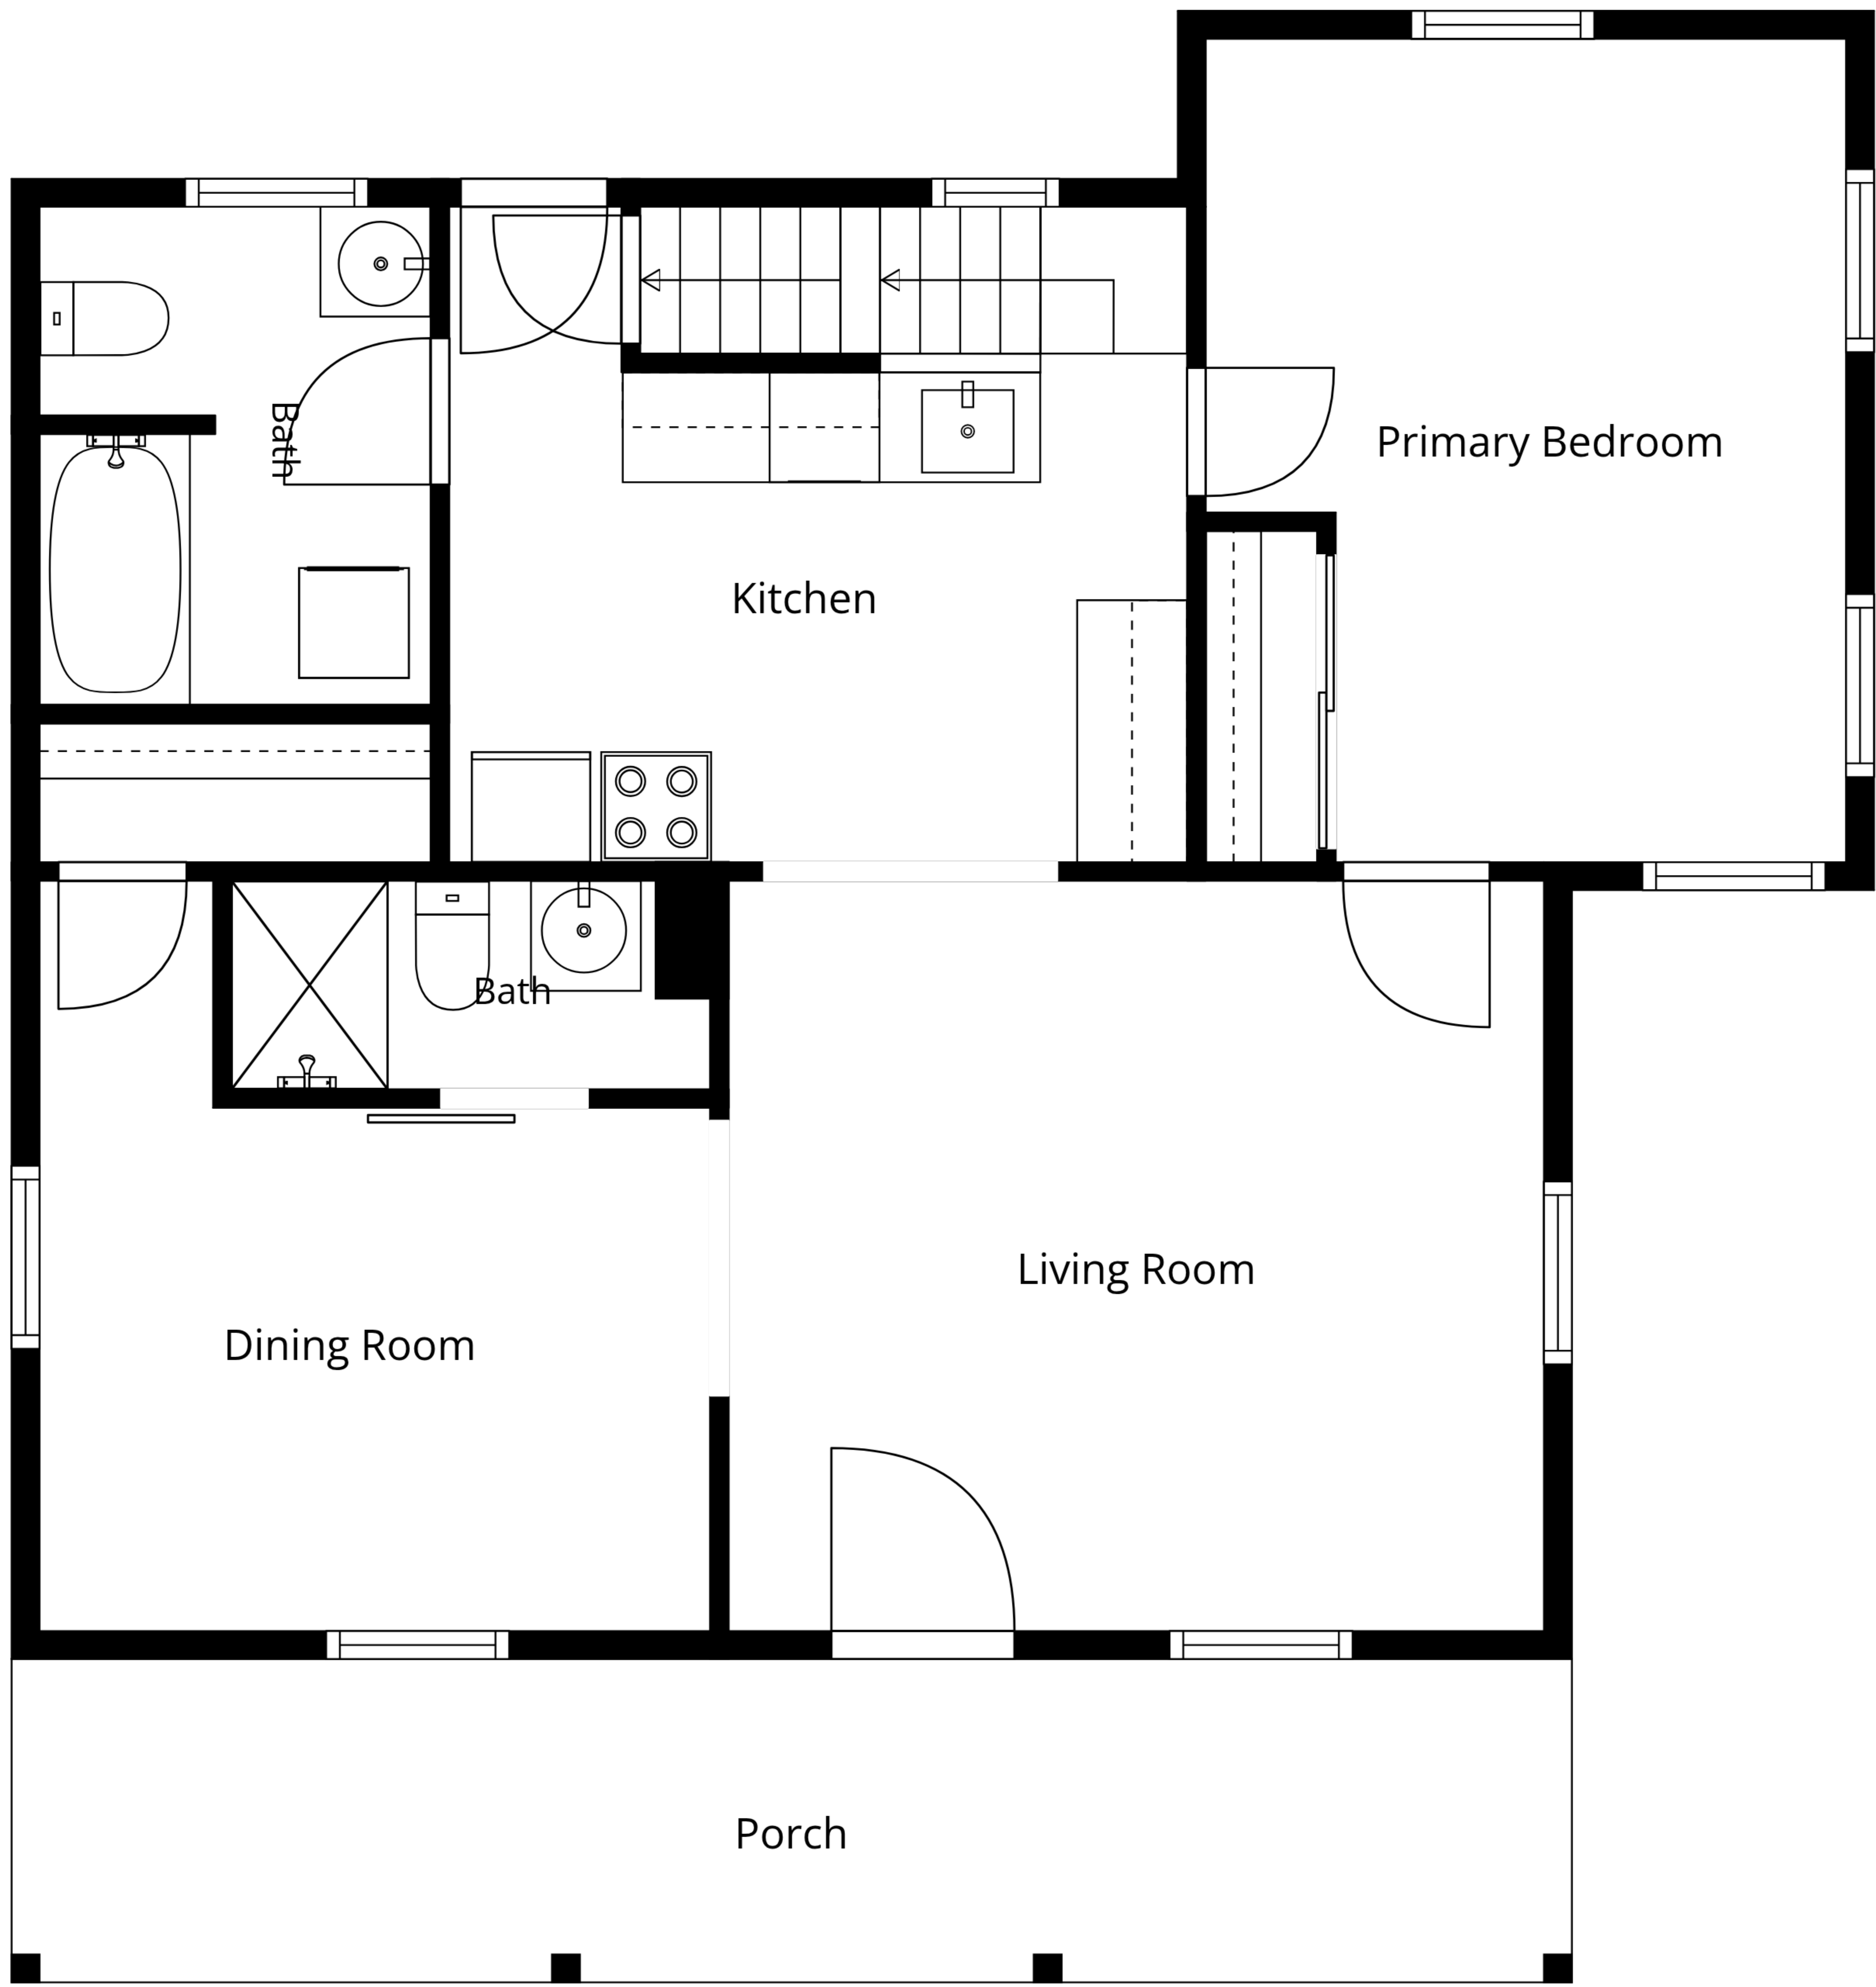 Bath
Primary Bedroom
Kitchen
Bath
Living Room
Dining Room
Porch